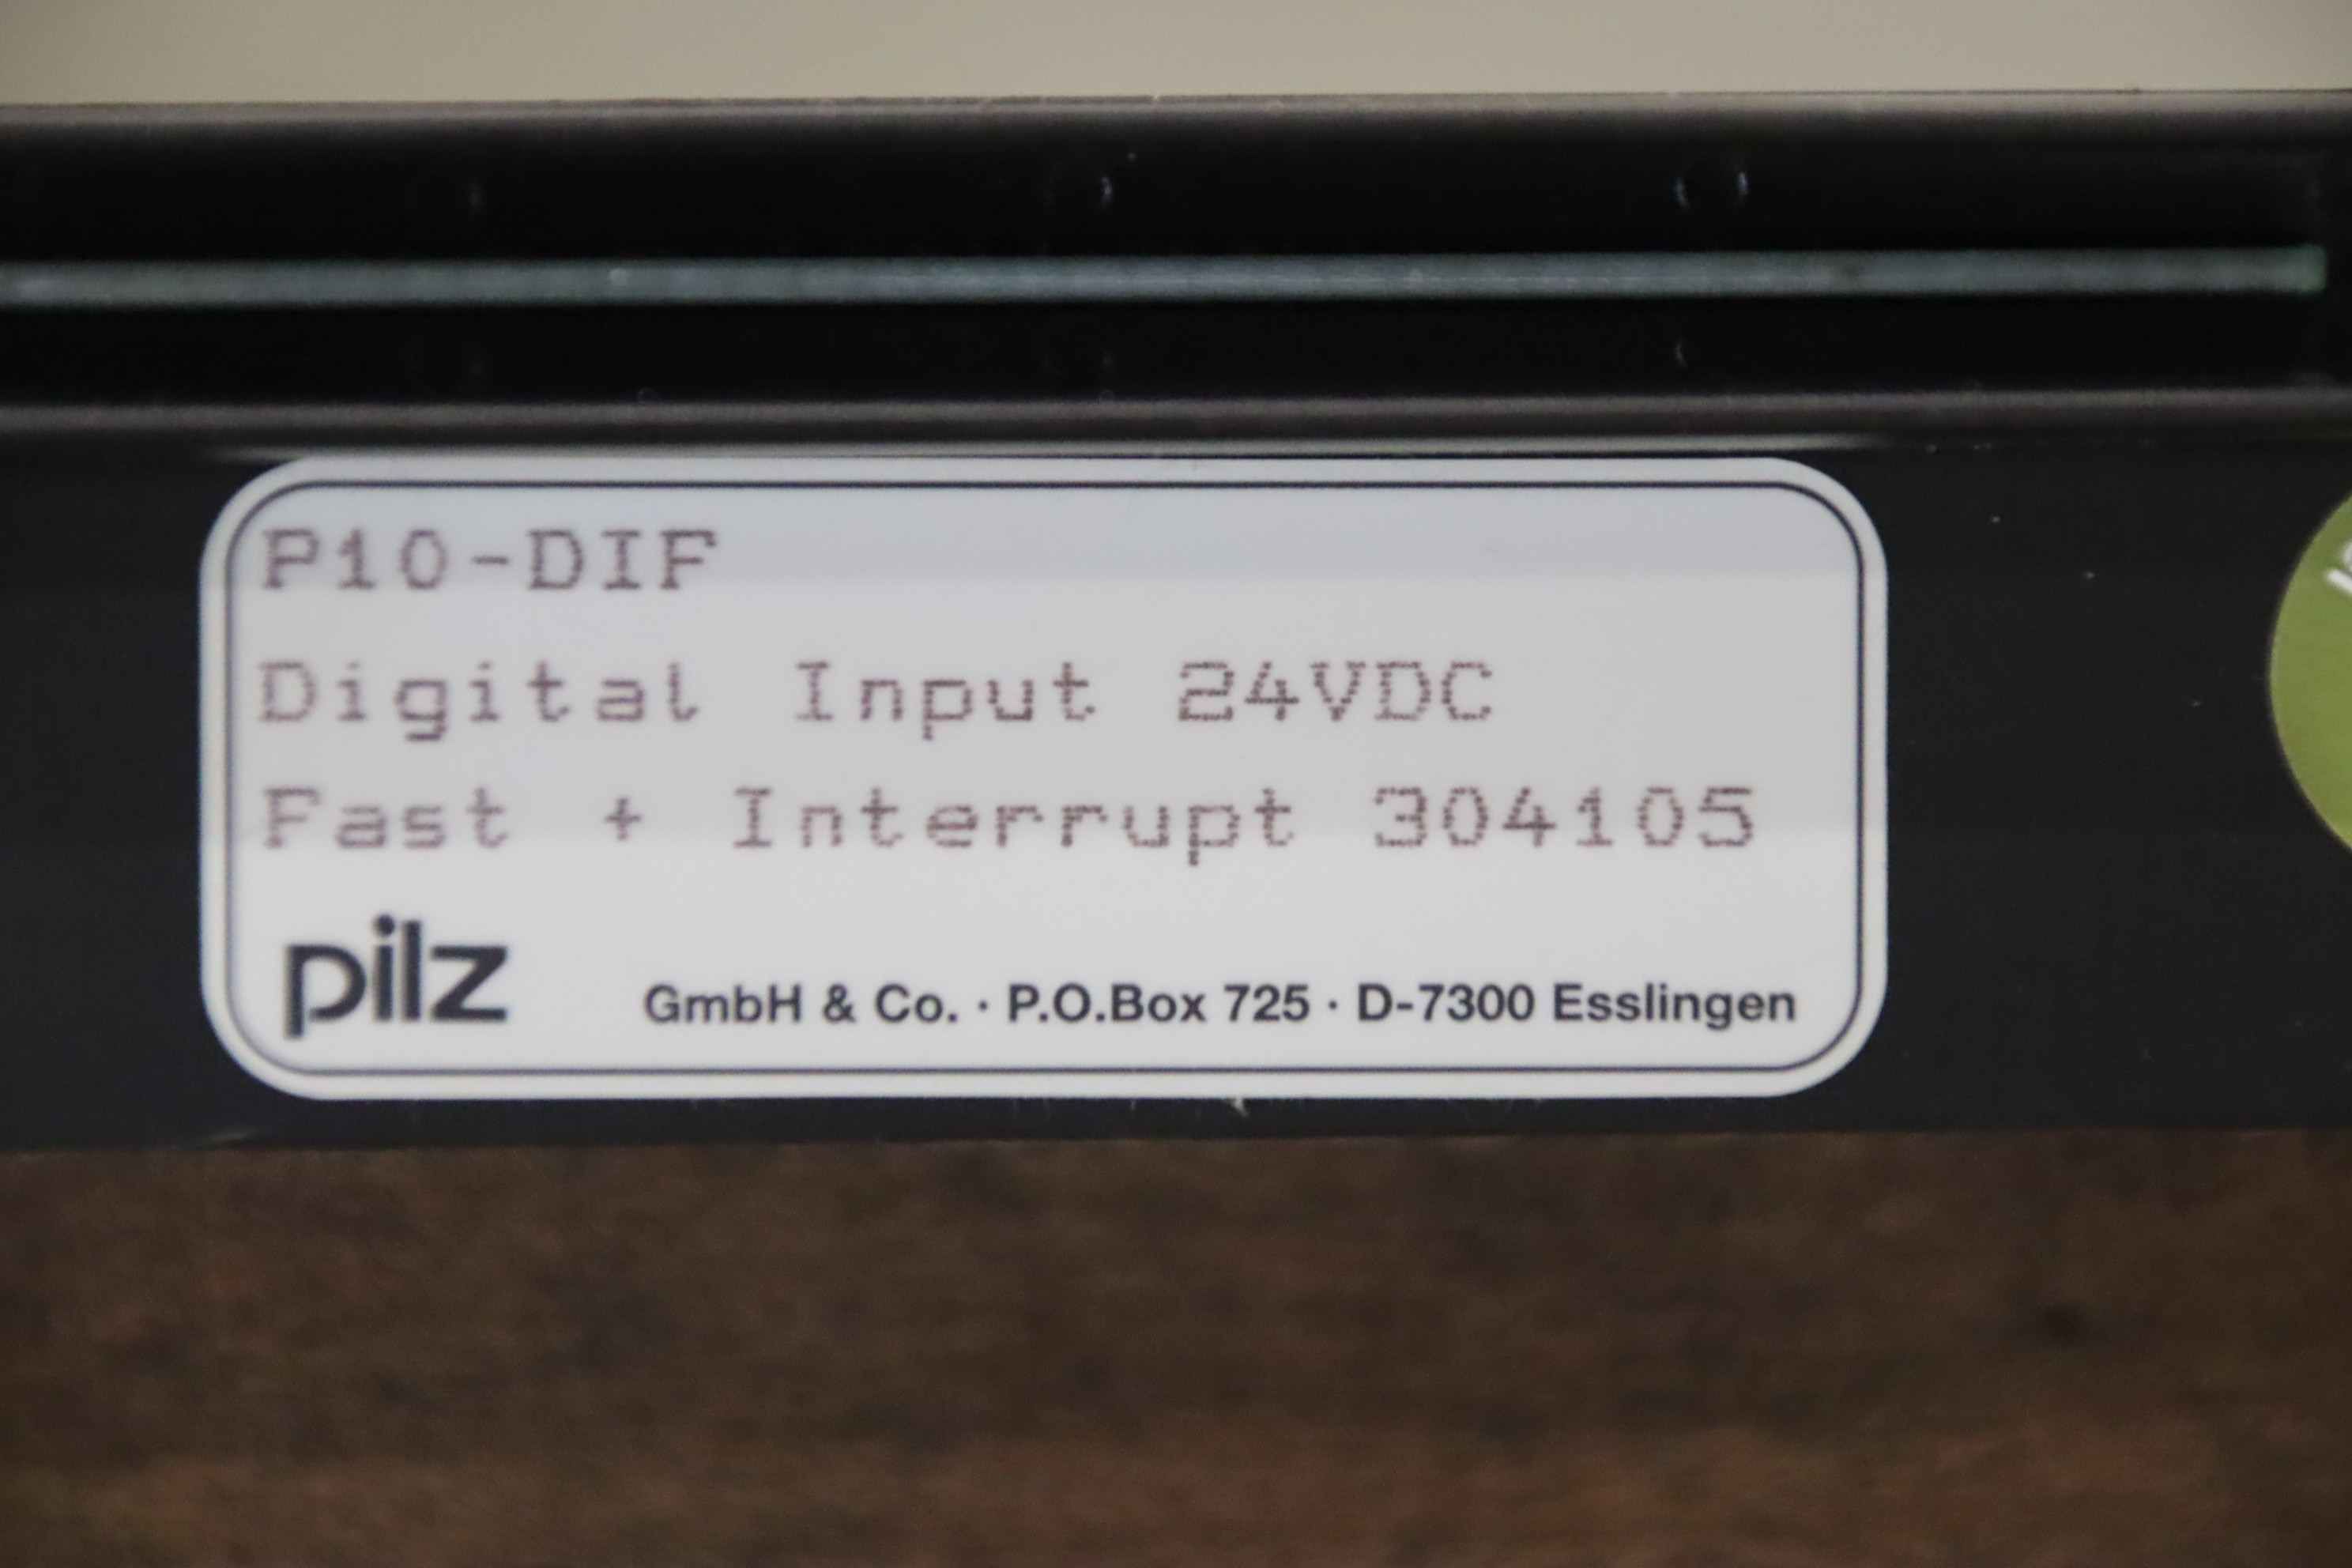 P10-DIF
Digital Input 24VDC
Fast + Interrupt 304105
pilz GmbH & Co. · P.O.Box 725 · D-7300 Esslingen